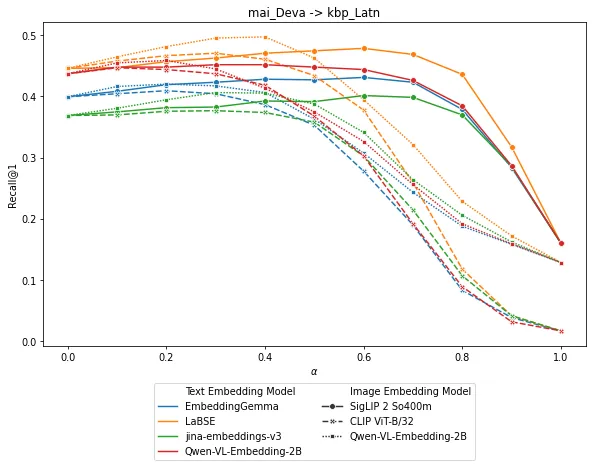 mai_Deva -> kbp_Latn
Recall@1
0.5
0.4
0.3
0.2
0.1
0.0
0.0 0.2 0.4 0.6 0.8 1.0
α
Text Embedding Model
EmbeddingGemma
LaBSE
jina-embeddings-v3
Qwen-VL-Embedding-2B
Image Embedding Model
SigLIP 2 So400m
CLIP ViT-B/32
Qwen-VL-Embedding-2B